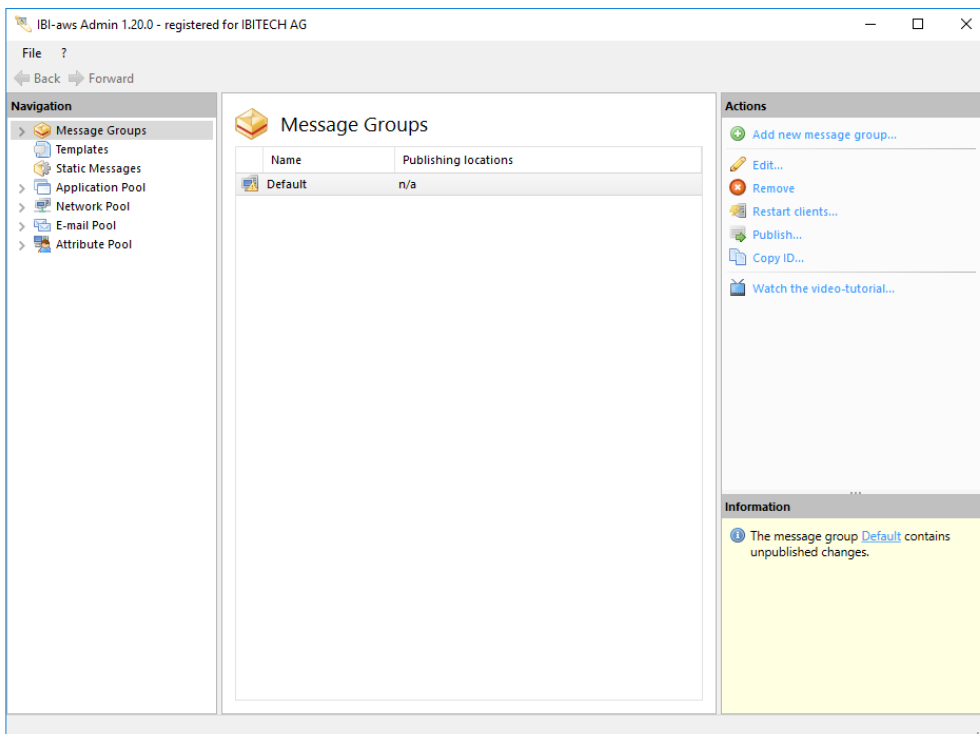 IBI-aws Admin 1.20.0 - registered for IBITECH AG
File ?
Back Forward
Navigation
Message Groups
Templates
Static Messages
Application Pool
Network Pool
E-mail Pool
Attribute Pool
Message Groups
Name Publishing locations
Default n/a
Actions
Add new message group...
Edit...
Remove
Restart clients...
Publish...
Copy ID...
Watch the video-tutorial...
Information
The message group Default contains
unpublished changes.